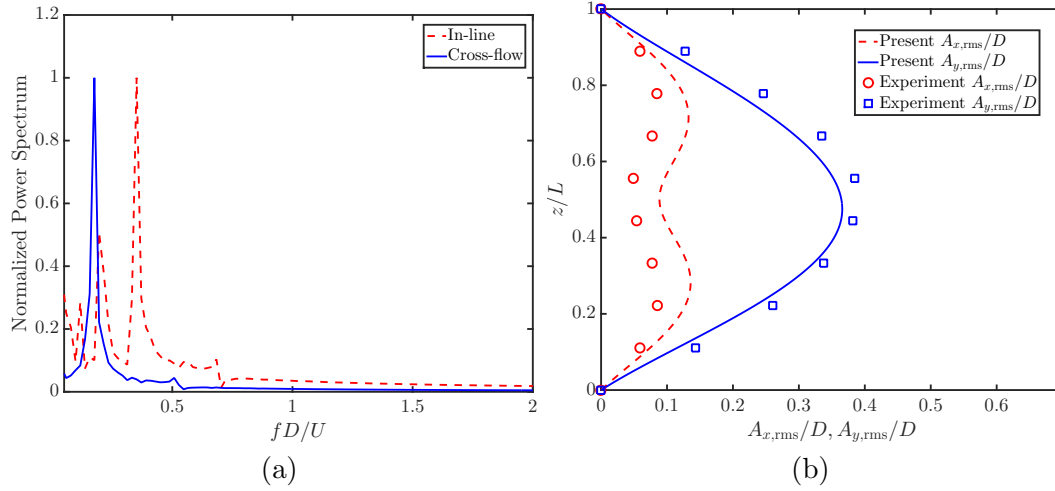 In-line
Cross-flow
1.2
1
0.8
0.6
0.4
0.2
0
0.5
1
1.5
2
Normalized Power Spectrum
fD/U
(a)
Present A_{x,rms}/D
Present A_{y,rms}/D
Experiment A_{x,rms}/D
Experiment A_{y,rms}/D
1
0.8
0.6
0.4
0.2
0
0
0.1
0.2
0.3
0.4
0.5
0.6
z/L
A_{x,rms}/D, A_{y,rms}/D
(b)